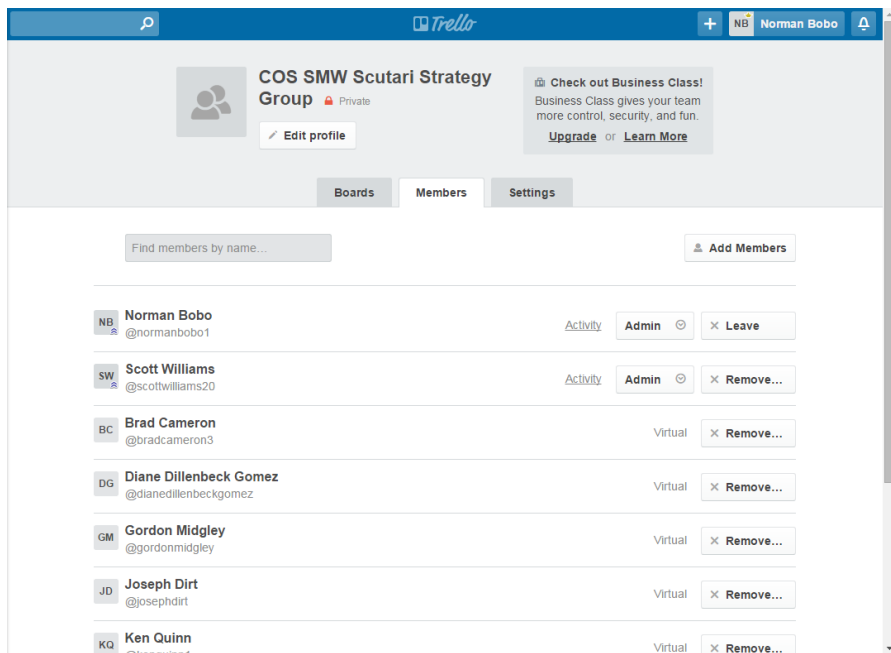 Trello
NB Norman Bobo
COS SMW Scutari Strategy
Group Private
Edit profile
Check out Business Class!
Business Class gives your team
more control, security, and fun.
Upgrade or Learn More
Boards Members Settings
Find members by name...
Add Members
NB Norman Bobo
@normanbobo1
Activity Admin Leave
SW Scott Williams
@scottwilliams20
Activity Admin Remove...
BC Brad Cameron
@bradcameron3
Virtual Remove...
DG Diane Dillenbeck Gomez
@dianedillenbeckgomez
Virtual Remove...
GM Gordon Midgley
@gordonmidgley
Virtual Remove...
JD Joseph Dirt
@josephdirt
Virtual Remove...
KQ Ken Quinn
Virtual Remove...